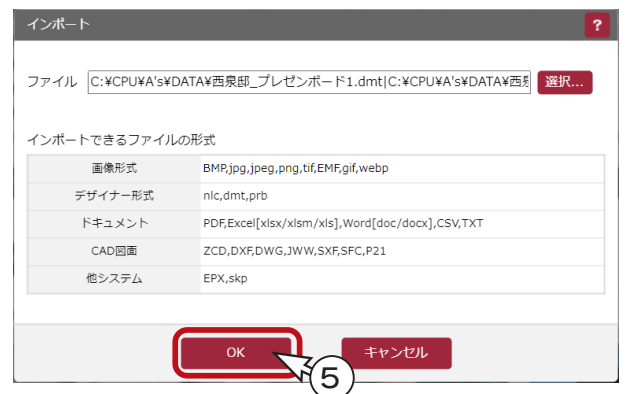 インポート ?
ファイル C:¥CPU¥A's¥DATA¥西泉邸_プレゼンボード1.dmt|C:¥CPU¥A's¥DATA¥西 選択...
インポートできるファイルの形式
画像形式 BMP,jpg,jpeg,png,tif,EMF,gif,webp
デザイナー形式 nlc,dmt,prb
ドキュメント PDF,Excel[xlsx/xlsm/xls],Word[doc/docx],CSV,TXT
CAD図面 ZCD,DXF,DWG,JWW,SXF,SFC,P21
他システム EPX,skp
OK キャンセル
⑤